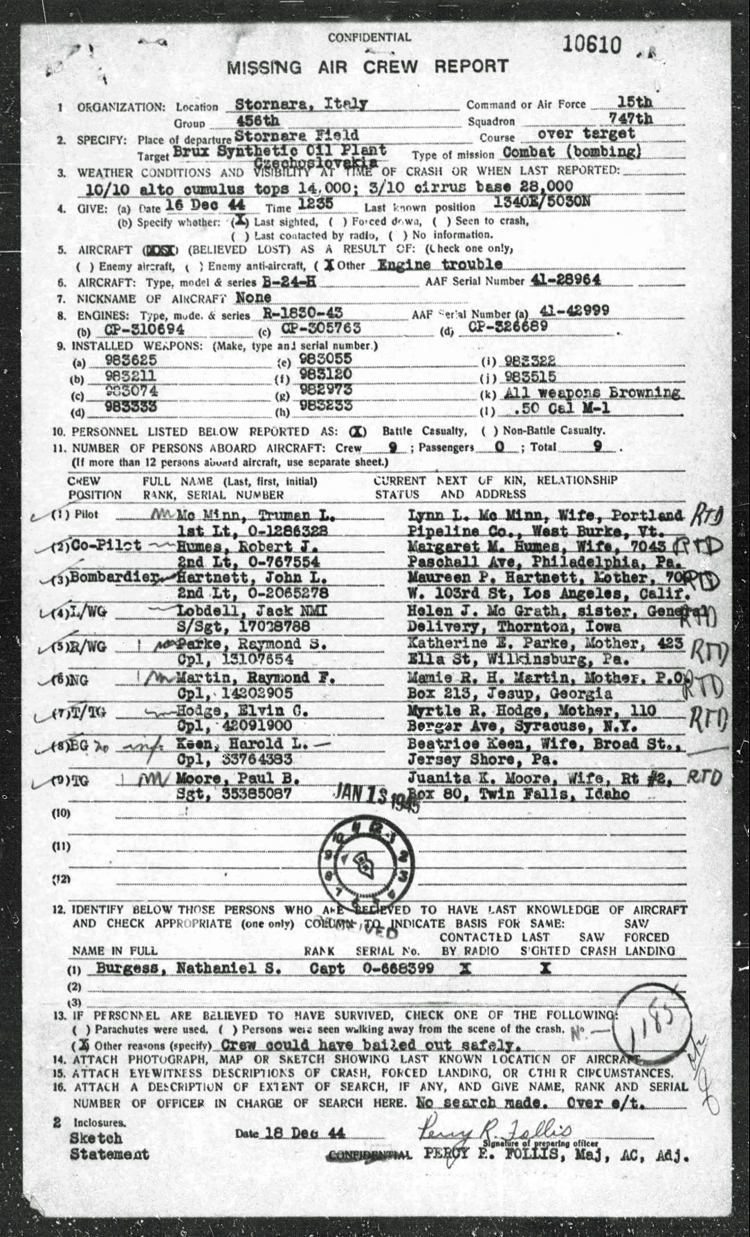 CONFIDENTIAL
10610
MISSING AIR CREW REPORT
1 ORGANIZATION: Location Stornara, Italy Command or Air Force 15th
Group 456th Squadron 747th
2. SPECIFY: Place of departure Stornara Field Course over target
Target Brux Synthetic Oil Plant Type of mission Combat (bombing)
Czechoslovakia
3. WEATHER CONDITIONS AND VISIBILITY AT TIME OF CRASH OR WHEN LAST REPORTED:
10/10 alto cumulus tops 14,000; 3/10 cirrus base 28,000
4. GIVE: (a) Date 16 Dec 44 Time 1235 Last known position 1340E/5030N
(b) Specify whether: (X) Last sighted, ( ) Forced down, ( ) Seen to crash,
( ) Last contacted by radio, ( ) No information.
5. AIRCRAFT (BELIEVED LOST) AS A RESULT OF: (Check one only,
( ) Enemy aircraft, ( ) Enemy anti-aircraft, (X Other Engine trouble
6. AIRCRAFT: Type, model & series B-24-H AAF Serial Number 41-28964
7. NICKNAME OF AIRCRAFT None
8. ENGINES: Type, mode. & series R-1830-43 AAF Serial Number (a) 41-42999
(b) CP-310694 (c) CP-305763 (d) CP-326689
9. INSTALLED WEAPONS: (Make, type and serial number.)
(a) 983625 (e) 983055 (i) 983322
(b) 983211 (f) 983120 (j) 983515
(c) 983074 (g) 982973 (k) All weapons Browning
(d) 983333 (h) 983233 (l) .50 Cal M-1
10. PERSONNEL LISTED BELOW REPORTED AS: (X) Battle Casualty, ( ) Non-Battle Casualty.
11. NUMBER OF PERSONS ABOARD AIRCRAFT: Crew 9 ; Passengers 0 ; Total 9 .
(If more than 12 persons aboard aircraft, use separate sheet.)
CREW FULL NAME (Last, first, initial) CURRENT NEXT OF KIN, RELATIONSHIP
POSITION RANK, SERIAL NUMBER STATUS AND ADDRESS
(1) Pilot Mc Minn, Truman L. Lynn L. Mc Minn, Wife, Portland RTD
1st Lt, O-1286328 Pipeline Co., West Burke, Vt.
(2) Co-Pilot Humes, Robert J. Margaret M. Humes, Wife, 7043 RTD
2nd Lt, O-767554 Paschall Ave, Philadelphia, Pa.
(3) Bombardier Hartnett, John L. Maureen P. Hartnett, Mother, 70 RTD
2nd Lt, O-2065278 W. 103rd St, Los Angeles, Calif.
(4) L/WG Lobdell, Jack NMI Helen J. Mc Grath, sister, General RTD
S/Sgt, 17038788 Delivery, Thornton, Iowa
(5) R/WG Parke, Raymond S. Katherine E. Parke, Mother, 423 RTD
Cpl, 13107654 Ella St, Wilkinsburg, Pa.
(6) NG Martin, Raymond F. Mamie R. H. Martin, Mother, P.O. RTD
Cpl, 14202905 Box 213, Jesup, Georgia
(7) T/TG Hodge, Elvin C. Myrtle R. Hodge, Mother, 110 RTD
Cpl, 42091900 Berger Ave, Syracuse, N.Y.
(8) BG no inf Keen, Harold L. — Beatrice Keen, Wife, Broad St.,
Cpl, 33764383 Jersey Shore, Pa.
(9) TG Moore, Paul B. Juanita K. Moore, Wife, Rt #2, RTD
Sgt, 35385087 Box 80, Twin Falls, Idaho
JAN 13 1945
(10)
(11)
(12)
12. IDENTIFY BELOW THOSE PERSONS WHO ARE BELIEVED TO HAVE LAST KNOWLEDGE OF AIRCRAFT
AND CHECK APPROPRIATE (one only) COLUMN TO INDICATE BASIS FOR SAME: SAW
CONTACTED LAST SAW FORCED
NAME IN FULL RANK SERIAL No. BY RADIO SIGHTED CRASH LANDING
(1) Burgess, Nathaniel S. Capt O-668399 X X
(2)
(3)
13. IF PERSONNEL ARE BELIEVED TO HAVE SURVIVED, CHECK ONE OF THE FOLLOWING:
( ) Parachutes were used. ( ) Persons were seen walking away from the scene of the crash. No —
1185
(X Other reasons (specify) Crew could have bailed out safely.
14. ATTACH PHOTOGRAPH, MAP OR SKETCH SHOWING LAST KNOWN LOCATION OF AIRCRAFT.
15. ATTACH EYEWITNESS DESCRIPTIONS OF CRASH, FORCED LANDING, OR OTHER CIRCUMSTANCES.
16. ATTACH A DESCRIPTION OF EXTENT OF SEARCH, IF ANY, AND GIVE NAME, RANK AND SERIAL
NUMBER OF OFFICER IN CHARGE OF SEARCH HERE. No search made. Over e/t.
2 Inclosures.
Sketch Date 18 Dec 44 Percy R. Follis
Signature of preparing officer
Statement CONFIDENTIAL PERCY R. FOLLIS, Maj, AC, Adj.